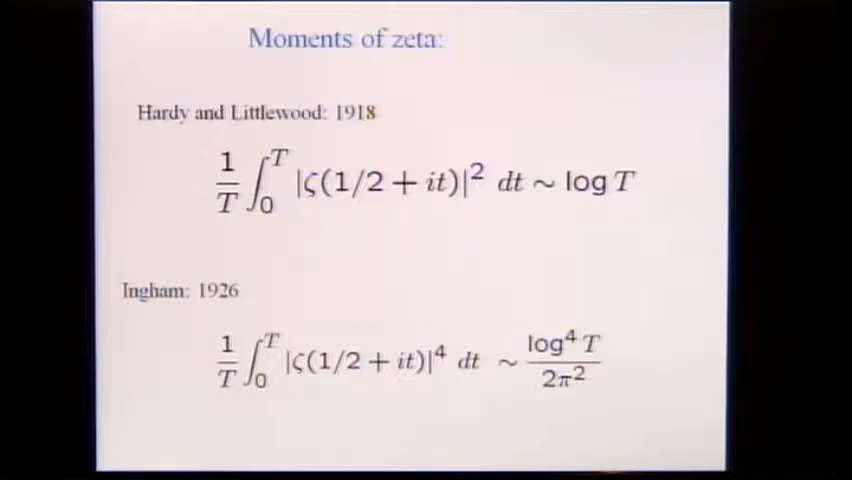 Moments of zeta:
Hardy and Littlewood: 1918
$\frac{1}{T} \int_0^T |\zeta(1/2 + it)|^2 \, dt \sim \log T$
Ingham: 1926
$\frac{1}{T} \int_0^T |\zeta(1/2 + it)|^4 \, dt \sim \frac{\log^4 T}{2\pi^2}$